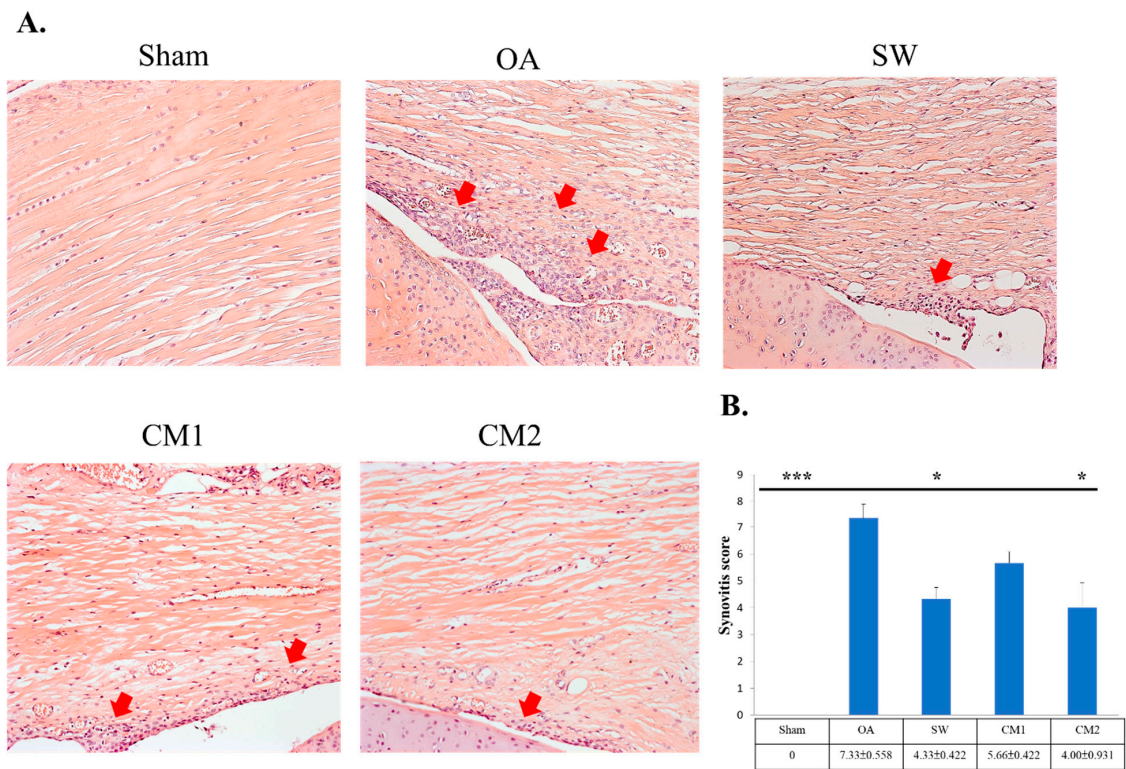 A.
Sham OA SW
CM1 CM2
B.
*** * *
9
8
7
6
5
4
3
2
1
0
Synovitis score
Sham OA SW CM1 CM2
0 7.33±0.558 4.33±0.422 5.66±0.422 4.00±0.931